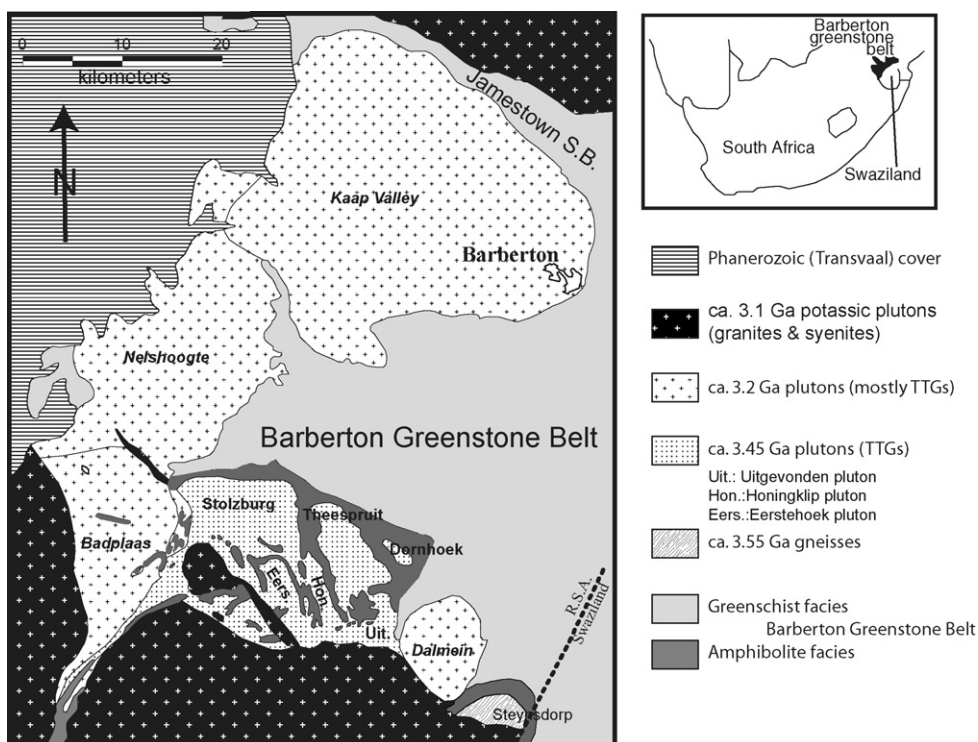 0 10 20
kilometers
N
Jamestown S.B.
Kaap Valley
Barberton
Nelshoogte
Barberton Greenstone Belt
Stolzburg
Theespruit
Dornhoek
Badplaas
Eers.
Hon.
Uit.
Dalmein
R.S.A.
Swaziland
Steynsdorp
Barberton
greenstone
belt
South Africa
Swaziland
Phanerozoic (Transvaal) cover
ca. 3.1 Ga potassic plutons
(granites & syenites)
ca. 3.2 Ga plutons (mostly TTGs)
ca. 3.45 Ga plutons (TTGs)
Uit.: Uitgevonden pluton
Hon.:Honingklip pluton
Eers.:Eerstehoek pluton
ca. 3.55 Ga gneisses
Greenschist facies
Barberton Greenstone Belt
Amphibolite facies